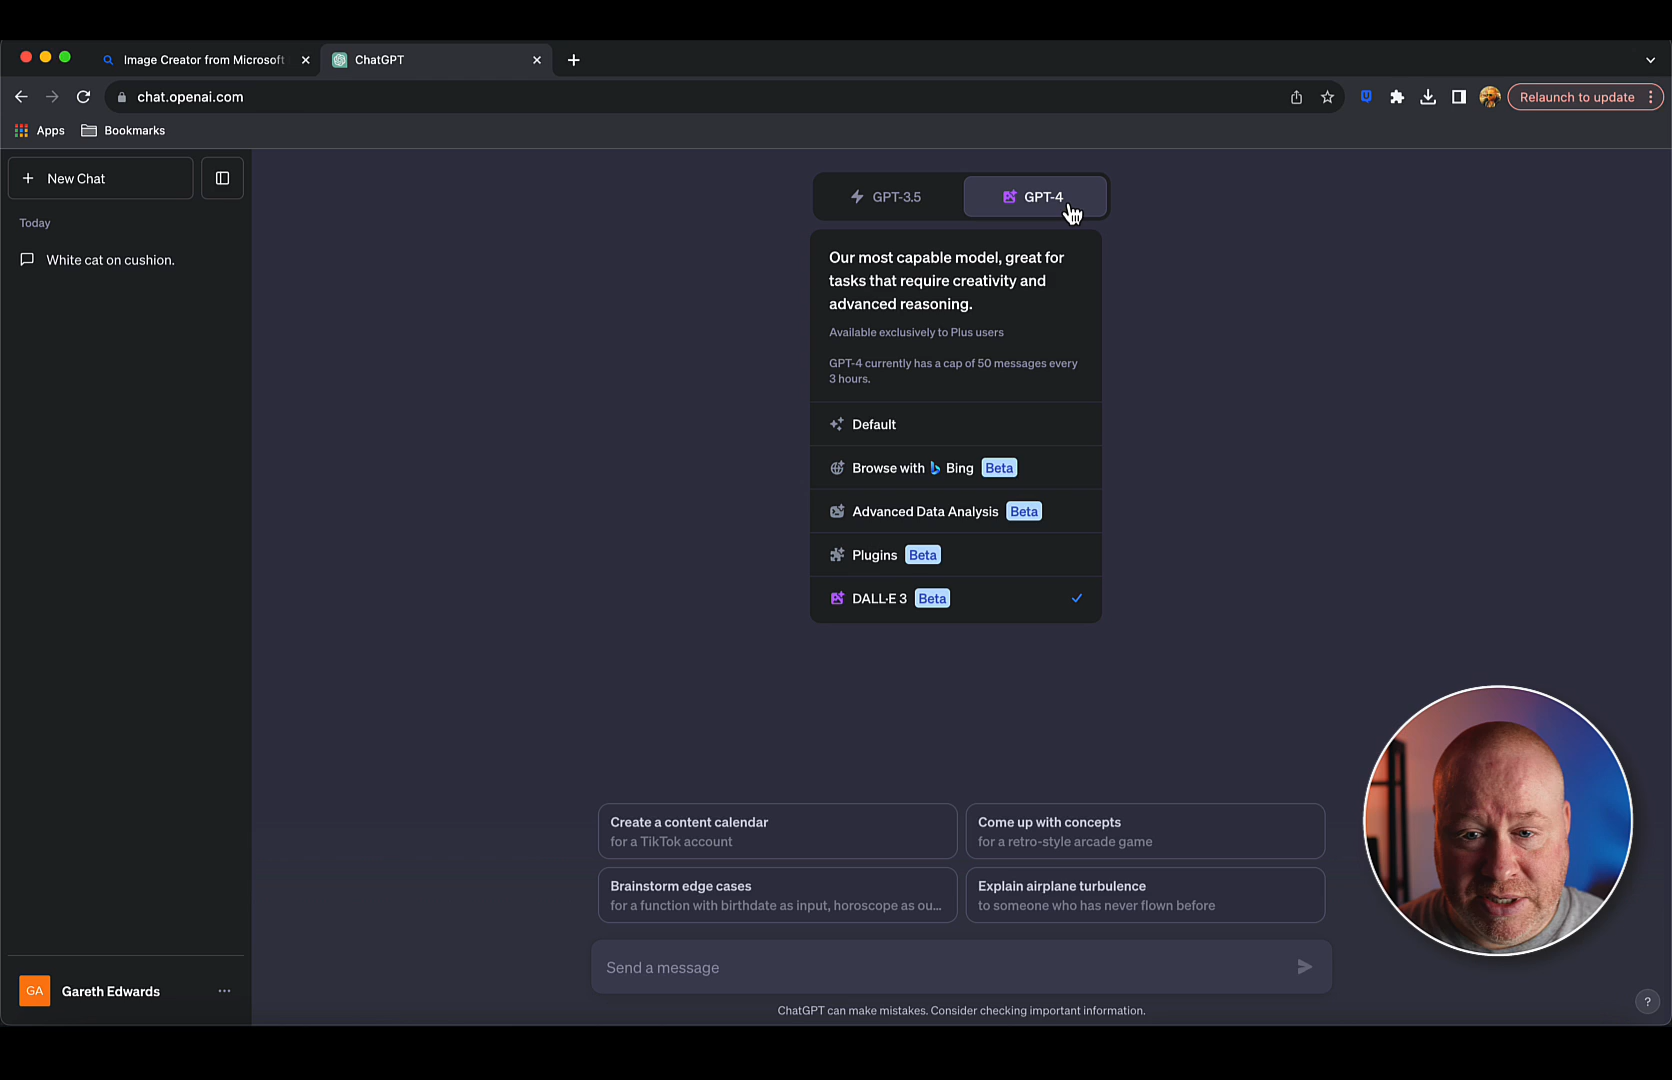 Image Creator from Microsoft
ChatGPT
chat.openai.com
Relaunch to update
Apps
Bookmarks
New Chat
Today
White cat on cushion.
GPT-3.5
GPT-4
Our most capable model, great for
tasks that require creativity and
advanced reasoning.
Available exclusively to Plus users
GPT-4 currently has a cap of 50 messages every
3 hours.
Default
Browse with Bing Beta
Advanced Data Analysis Beta
Plugins Beta
DALL·E 3 Beta
Create a content calendar
for a TikTok account
Come up with concepts
for a retro-style arcade game
Brainstorm edge cases
for a function with birthdate as input, horoscope as ou...
Explain airplane turbulence
to someone who has never flown before
Send a message
ChatGPT can make mistakes. Consider checking important information.
GA
Gareth Edwards
?